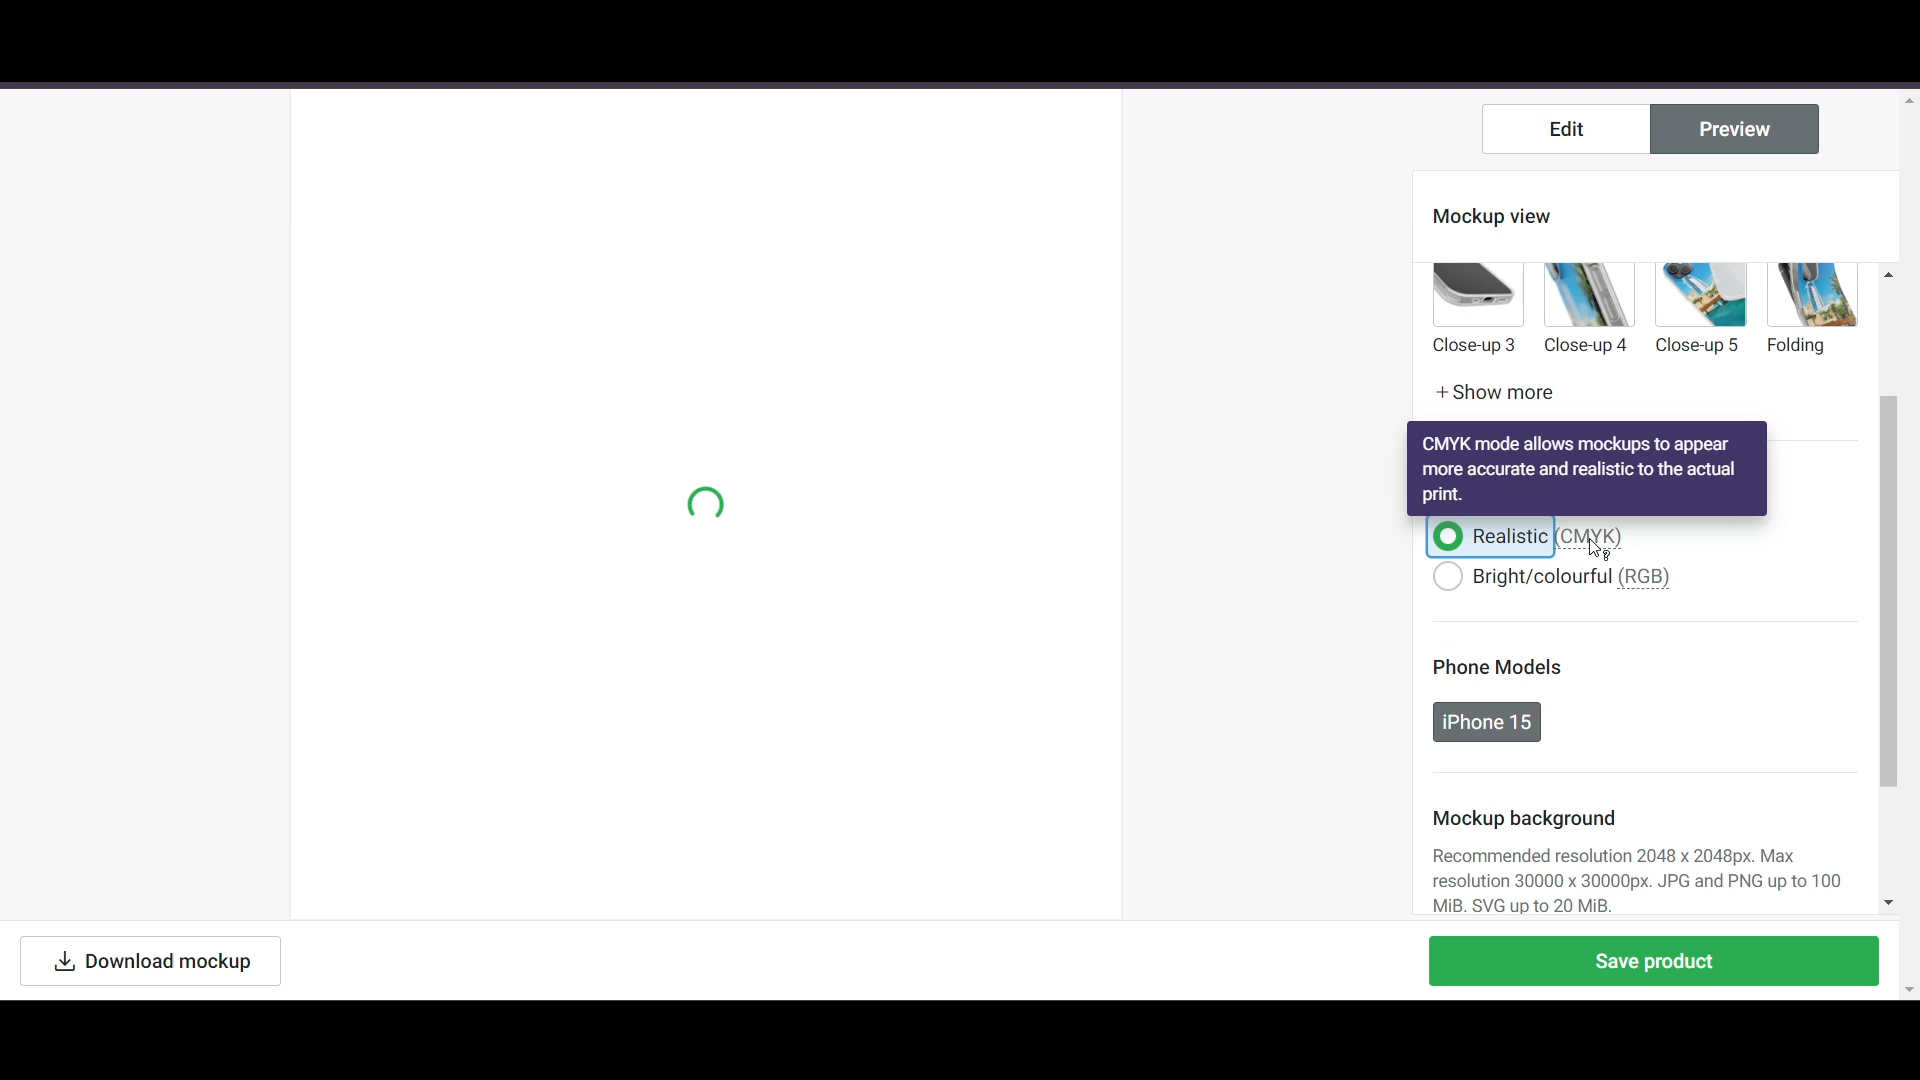 Edit
Preview
Mockup view
Close-up 3
Close-up 4
Close-up 5
Folding
+ Show more
CMYK mode allows mockups to appear
more accurate and realistic to the actual
print.
Realistic (CMYK)
Bright/colourful (RGB)
Phone Models
iPhone 15
Mockup background
Recommended resolution 2048 x 2048px. Max
resolution 30000 x 30000px. JPG and PNG up to 100
MiB. SVG up to 20 MiB.
Download mockup
Save product